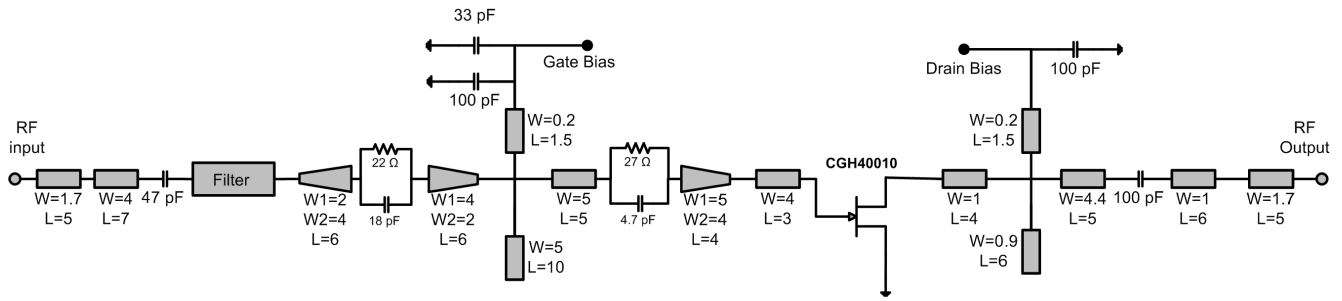 33 pF
Gate Bias
100 pF
Drain Bias
100 pF
W=0.2
L=1.5
W=0.2
L=1.5
RF
input
RF
Output
22 Ω
27 Ω
CGH40010
Filter
W=1.7
L=5
W=4
L=7
47 pF
W1=2
W2=4
L=6
18 pF
W1=4
W2=2
L=6
W=5
L=5
4.7 pF
W1=5
W2=4
L=4
W=4
L=3
W=1
L=4
W=4.4
L=5
100 pF
W=1
L=6
W=1.7
L=5
W=5
L=10
W=0.9
L=6